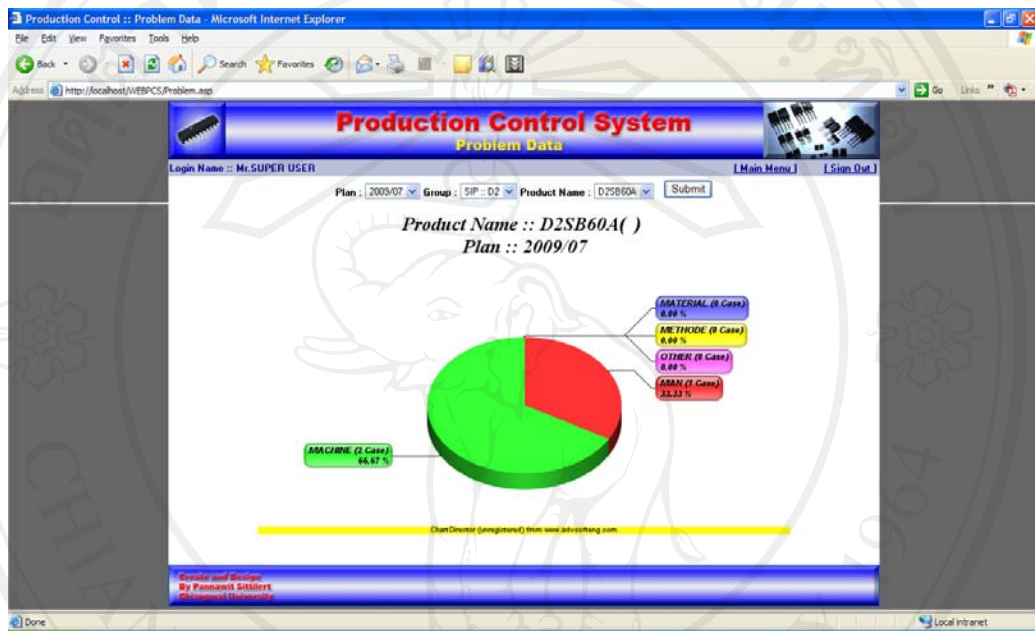 Production Control :: Problem Data - Microsoft Internet Explorer
File Edit View Favorites Tools Help
Back Search Favorites
Address http://localhost/WEBPCS/Problem.asp Go Links »
Production Control System
Problem Data
Login Name :: Mr.SUPER USER [ Main Menu ] [ Sign Out ]
Plan : 2009/07 Group : SIP :: D2 Product Name : D2SB60A Submit
Product Name :: D2SB60A( )
Plan :: 2009/07
MATERIAL (0 Case)
0.00 %
METHODE (0 Case)
0.00 %
OTHER (0 Case)
0.00 %
MAN (1 Case)
33.33 %
MACHINE (2 Case)
66.67 %
ChartDirector (unregistered) from www.advsofteng.com
Create and Design
By Pannawit Sittilert
Chiangmai University
Done Local intranet